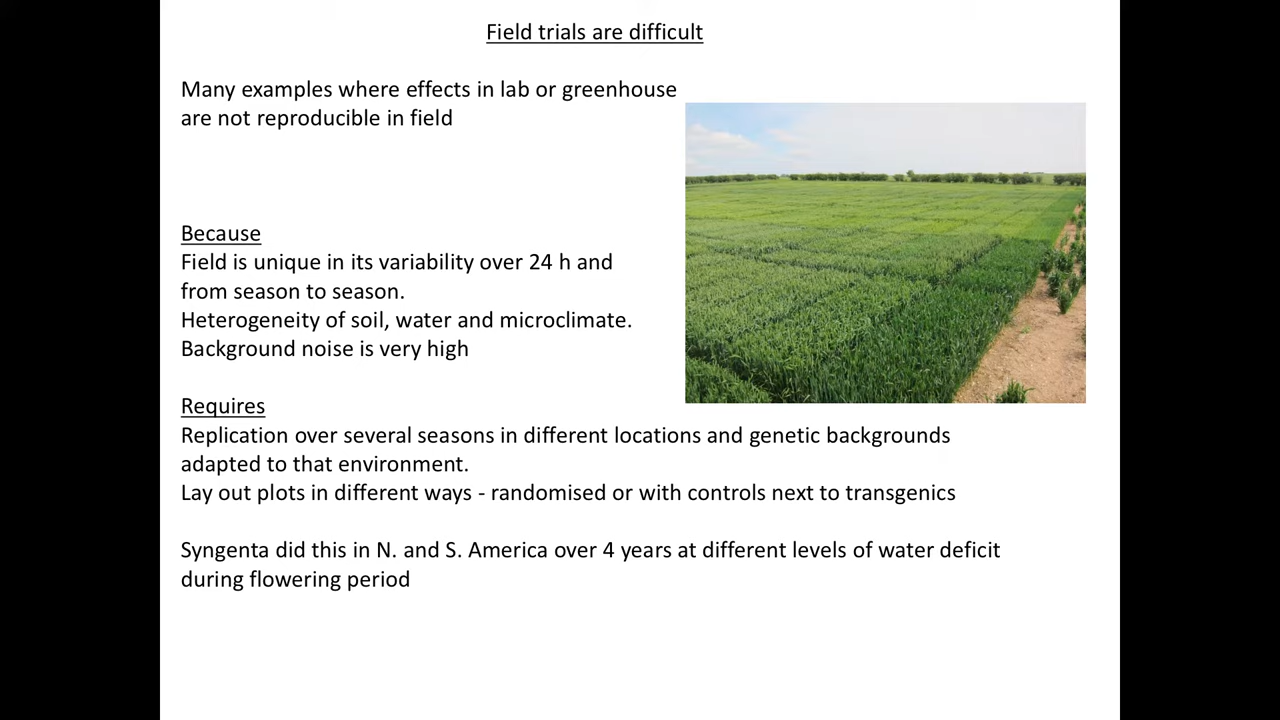 Field trials are difficult
Many examples where effects in lab or greenhouse
are not reproducible in field
Because
Field is unique in its variability over 24 h and
from season to season.
Heterogeneity of soil, water and microclimate.
Background noise is very high
Requires
Replication over several seasons in different locations and genetic backgrounds
adapted to that environment.
Lay out plots in different ways - randomised or with controls next to transgenics
Syngenta did this in N. and S. America over 4 years at different levels of water deficit
during flowering period